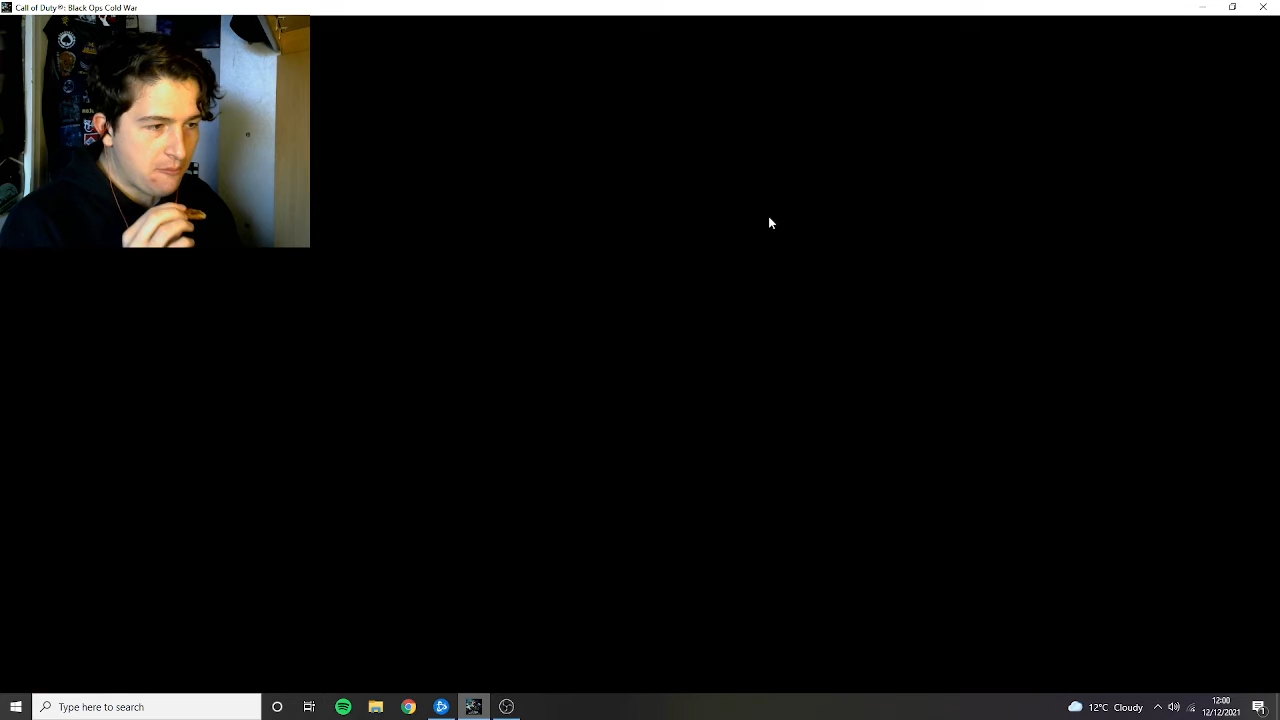 Call of Duty®: Black Ops Cold War
Type here to search
12°C Cloudy
12:00
12/12/2021